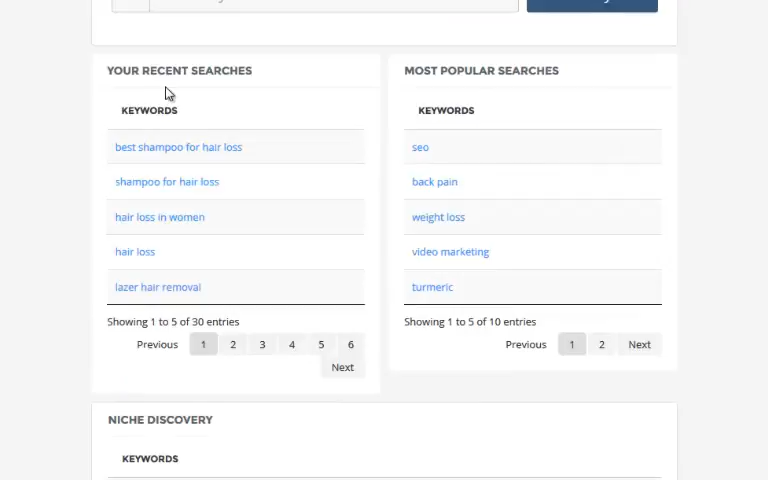 YOUR RECENT SEARCHES
KEYWORDS
best shampoo for hair loss
shampoo for hair loss
hair loss in women
hair loss
lazer hair removal
Showing 1 to 5 of 30 entries
Previous 1 2 3 4 5 6
Next
MOST POPULAR SEARCHES
KEYWORDS
seo
back pain
weight loss
video marketing
turmeric
Showing 1 to 5 of 10 entries
Previous 1 2 Next
NICHE DISCOVERY
KEYWORDS